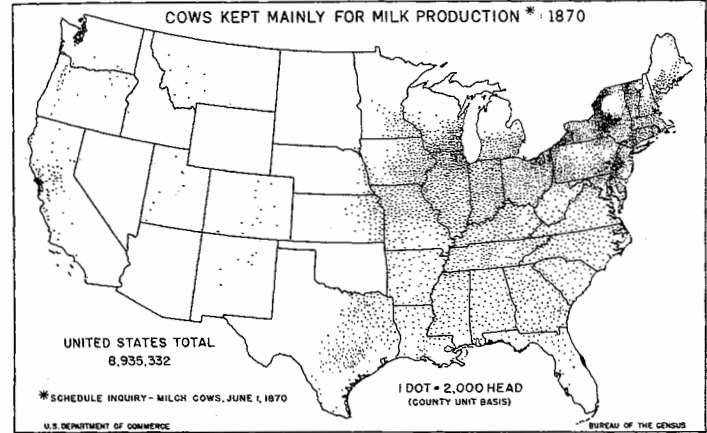 COWS KEPT MAINLY FOR MILK PRODUCTION * : 1870
UNITED STATES TOTAL
8,935,332
* SCHEDULE INQUIRY - MILCH COWS, JUNE 1, 1870
1 DOT = 2,000 HEAD
(COUNTY UNIT BASIS)
U.S. DEPARTMENT OF COMMERCE
BUREAU OF THE CENSUS